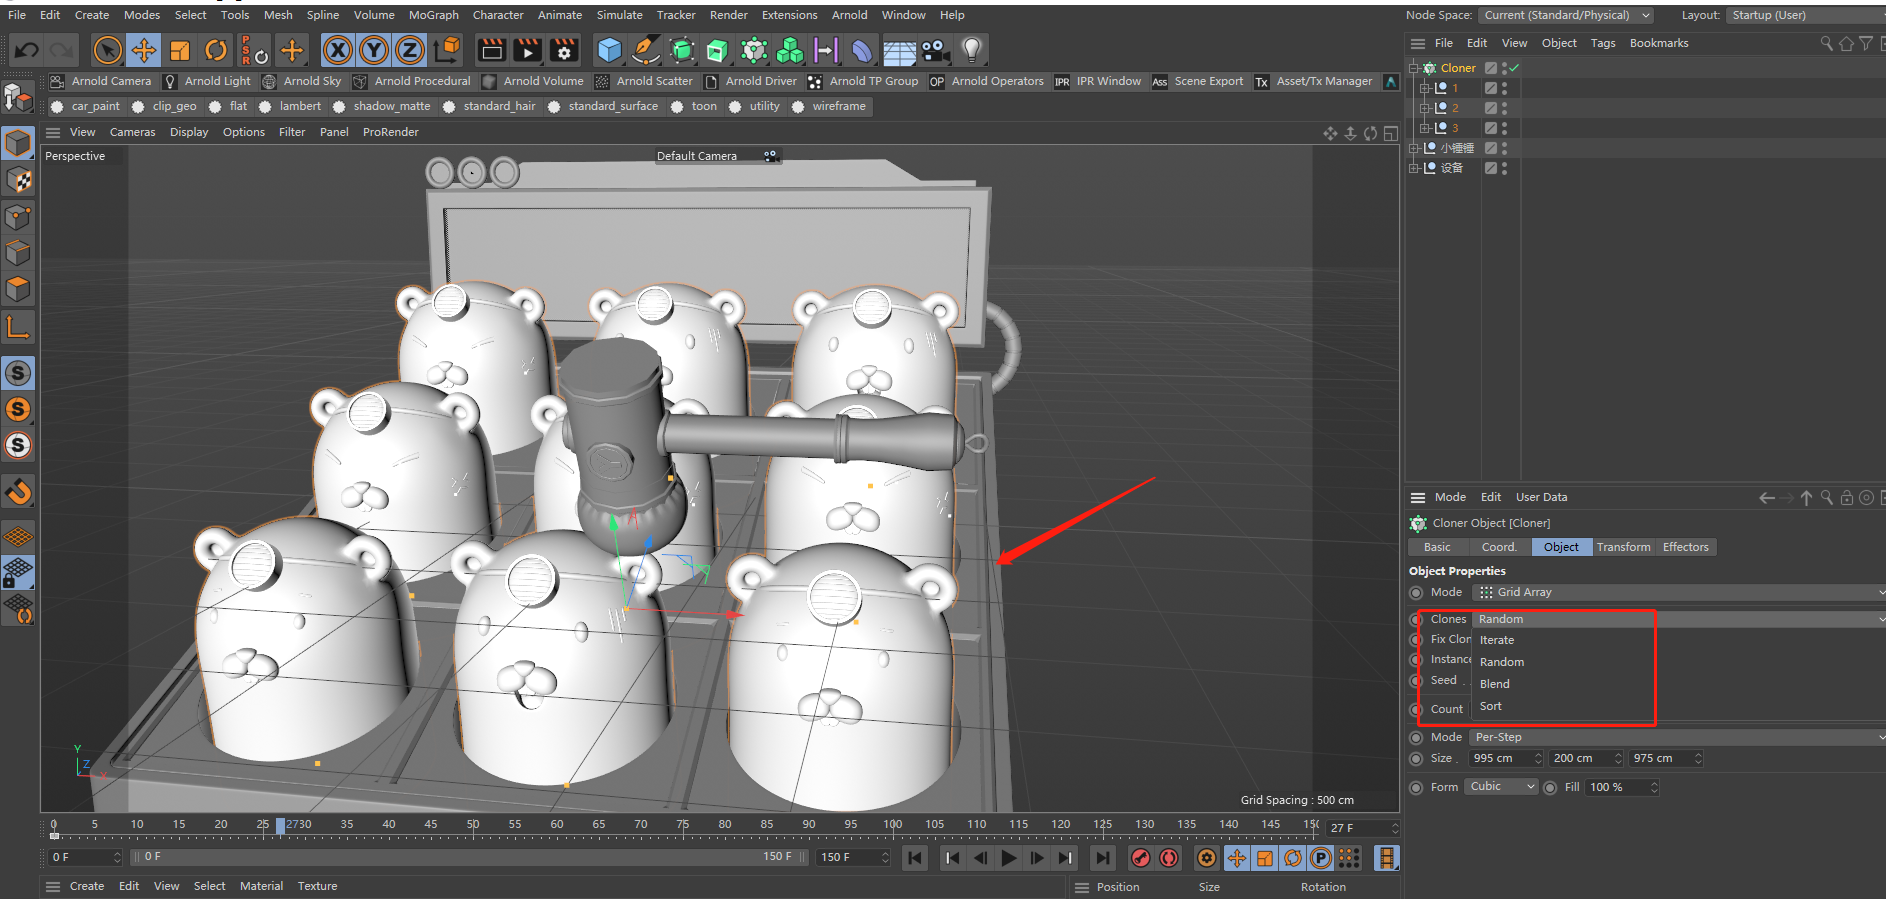 File Edit Create Modes Select Tools Mesh Spline Volume MoGraph Character Animate Simulate Tracker Render Extensions Arnold Window Help
Node Space: Current (Standard/Physical) Layout: Startup (User)
PSR X Y Z
File Edit View Object Tags Bookmarks
Arnold Camera Arnold Light Arnold Sky Arnold Procedural Arnold Volume Arnold Scatter Arnold Driver Arnold TP Group OP Arnold Operators IPR IPR Window Ass Scene Export Tx Asset/Tx Manager
car_paint clip_geo flat lambert shadow_matte standard_hair standard_surface toon utility wireframe
View Cameras Display Options Filter Panel ProRender
Perspective
Default Camera
Cloner
1
2
3
小锤锤
设备
S
S
S
Mode Edit User Data
Cloner Object [Cloner]
Basic Coord. Object Transform Effectors
Object Properties
Mode Grid Array
Clones Random
Fix Clon
Iterate
Instance
Random
Seed .
Blend
Count
Sort
Mode Per-Step
Size . 995 cm 200 cm 975 cm
Form Cubic Fill 100 %
Y
Z
X
Grid Spacing : 500 cm
0 5 10 15 20 25 2730 35 40 45 50 55 60 65 70 75 80 85 90 95 100 105 110 115 120 125 130 135 140 145 15
27 F
0 F 0 F 150 F 150 F
P
Create Edit View Select Material Texture
Position Size Rotation